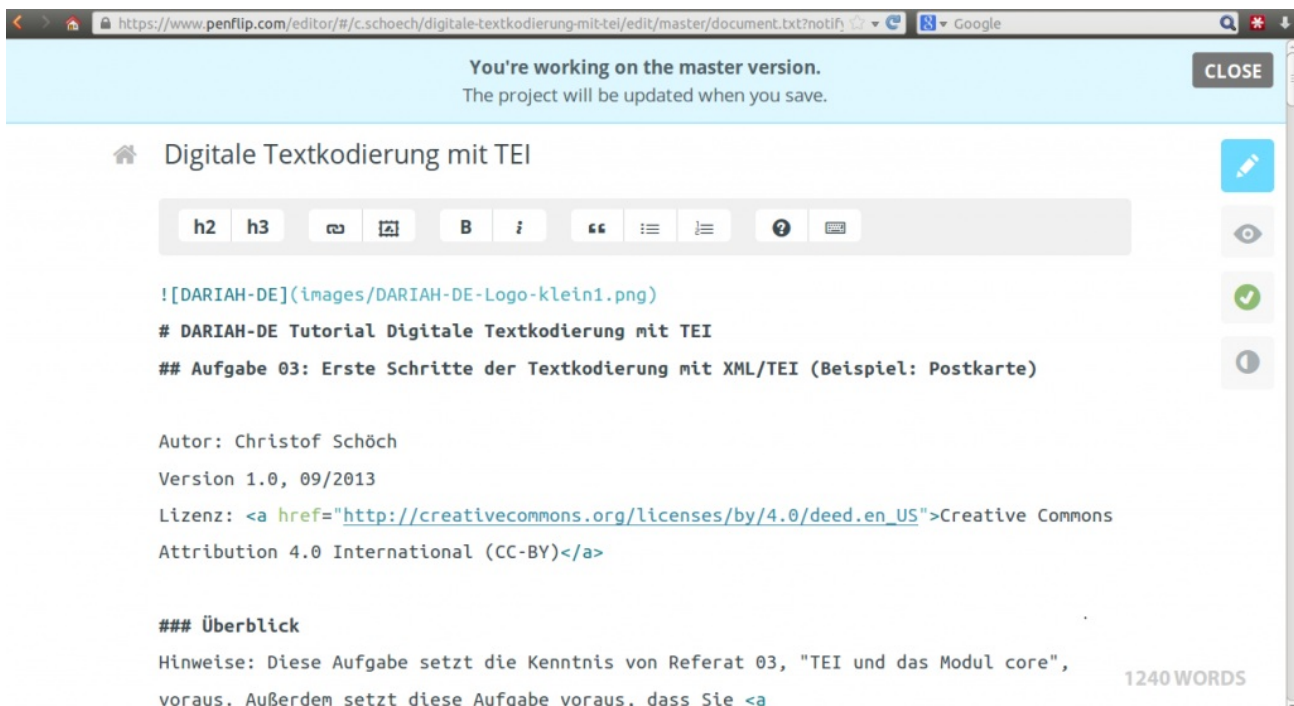 https://www.penflip.com/editor/#/c.schoech/digitale-textkodierung-mit-tei/edit/master/document.txt?notif
Google
You're working on the master version.
The project will be updated when you save.
CLOSE
Digitale Textkodierung mit TEI
h2 h3 B i
![DARIAH-DE](images/DARIAH-DE-Logo-klein1.png)
# DARIAH-DE Tutorial Digitale Textkodierung mit TEI
## Aufgabe 03: Erste Schritte der Textkodierung mit XML/TEI (Beispiel: Postkarte)
Autor: Christof Schöch
Version 1.0, 09/2013
Lizenz: <a href="http://creativecommons.org/licenses/by/4.0/deed.en_US">Creative Commons
Attribution 4.0 International (CC-BY)</a>
### Überblick
Hinweise: Diese Aufgabe setzt die Kenntnis von Referat 03, "TEI und das Modul core",
voraus. Außerdem setzt diese Aufgabe voraus, dass Sie <a
1240 WORDS